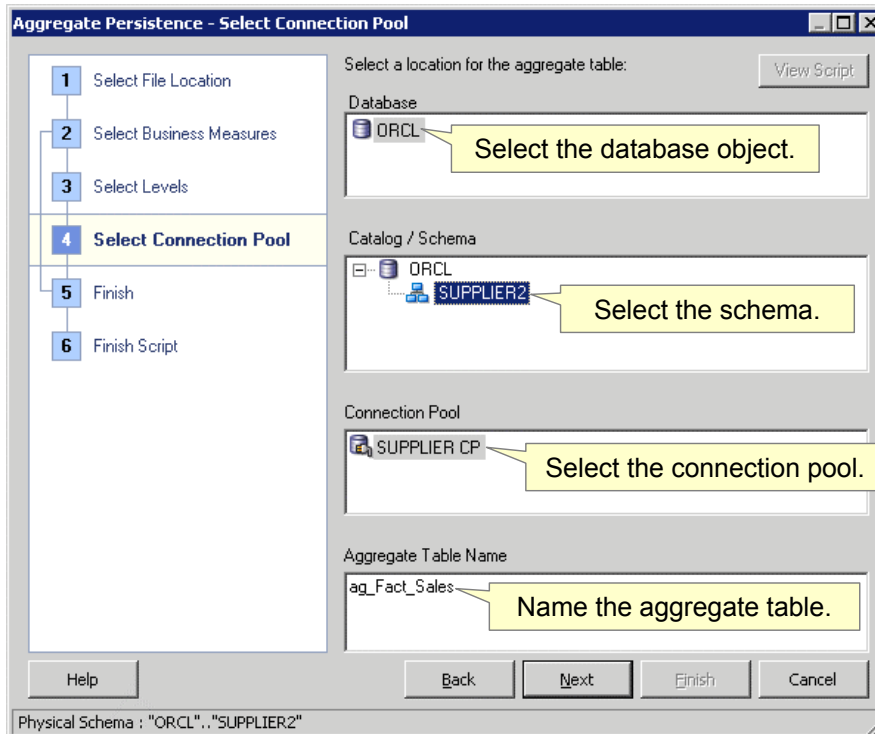 Aggregate Persistence - Select Connection Pool
1 Select File Location
2 Select Business Measures
3 Select Levels
4 Select Connection Pool
5 Finish
6 Finish Script
Select a location for the aggregate table:
View Script
Database
ORCL
Select the database object.
Catalog / Schema
ORCL
SUPPLIER2
Select the schema.
Connection Pool
SUPPLIER CP
Select the connection pool.
Aggregate Table Name
ag_Fact_Sales
Name the aggregate table.
Help
Back
Next
Finish
Cancel
Physical Schema : "ORCL".."SUPPLIER2"